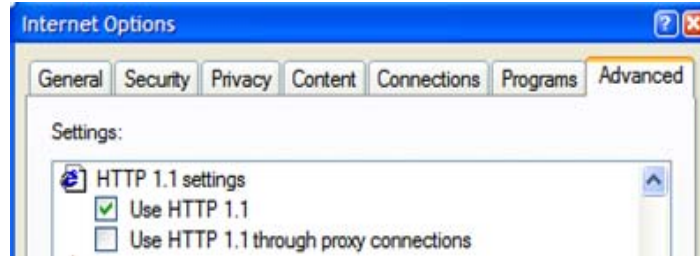 Internet Options
General Security Privacy Content Connections Programs Advanced
Settings:
HTTP 1.1 settings
Use HTTP 1.1
Use HTTP 1.1 through proxy connections